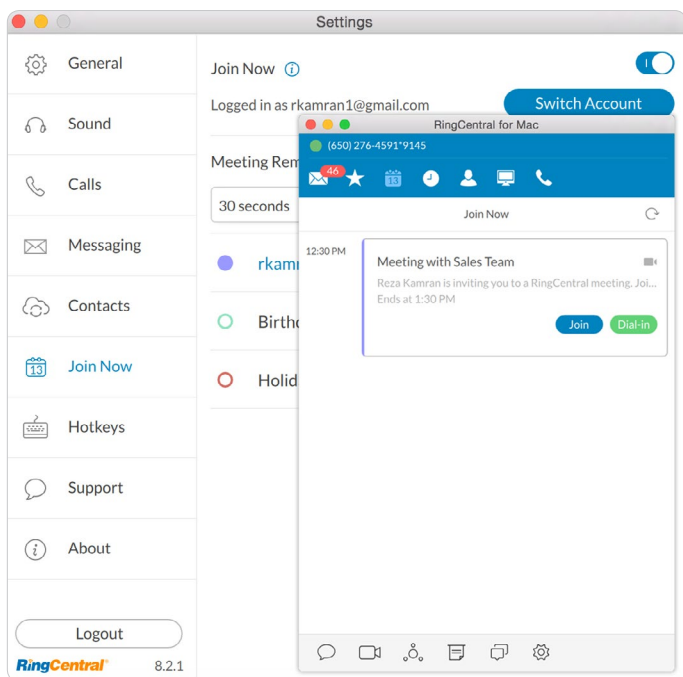 Settings
General
Sound
Calls
Messaging
Contacts
13
Join Now
Hotkeys
Support
About
Logout
RingCentral®
8.2.1
Join Now
Logged in as rkamran1@gmail.com
Switch Account
Meeting Rem
30 seconds
rkamr
Birthd
Holid
RingCentral for Mac
(650) 276-4591*9145
46
13
Join Now
12:30 PM
Meeting with Sales Team
Reza Kamran is inviting you to a RingCentral meeting. Joi...
Ends at 1:30 PM
Join
Dial-in